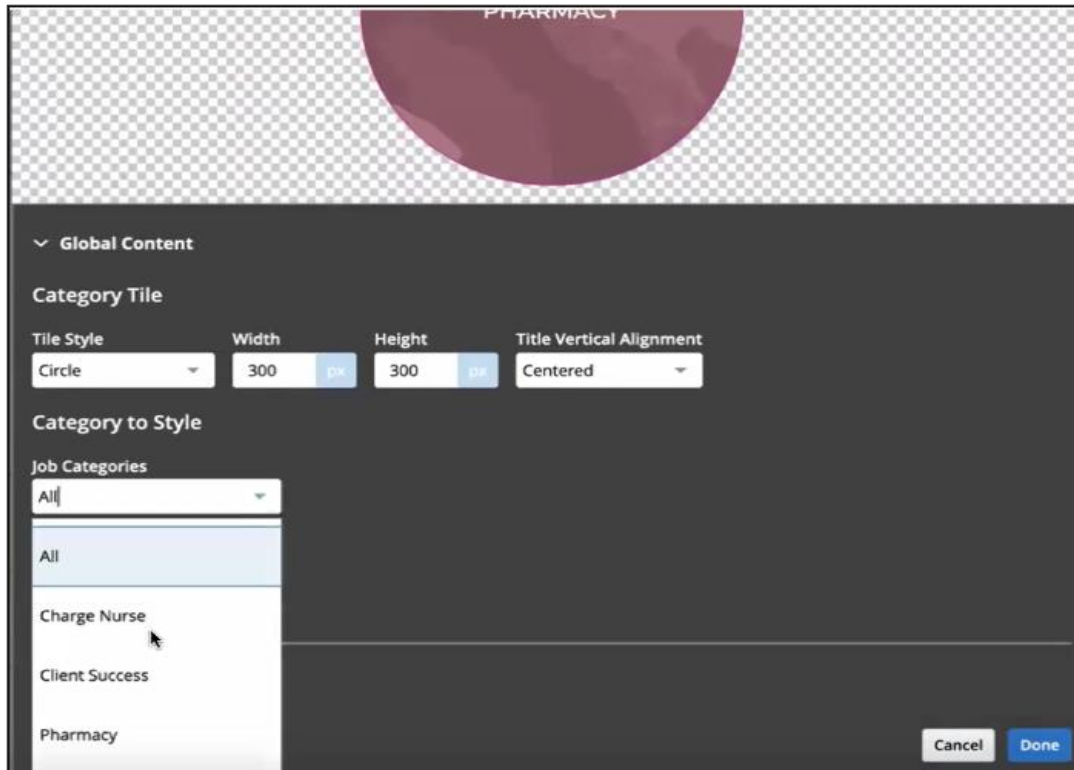 PHARMACY
Global Content
Category Tile
Tile Style Width Height Title Vertical Alignment
Circle 300 px 300 px Centered
Category to Style
Job Categories
All
All
Charge Nurse
Client Success
Pharmacy
Cancel Done